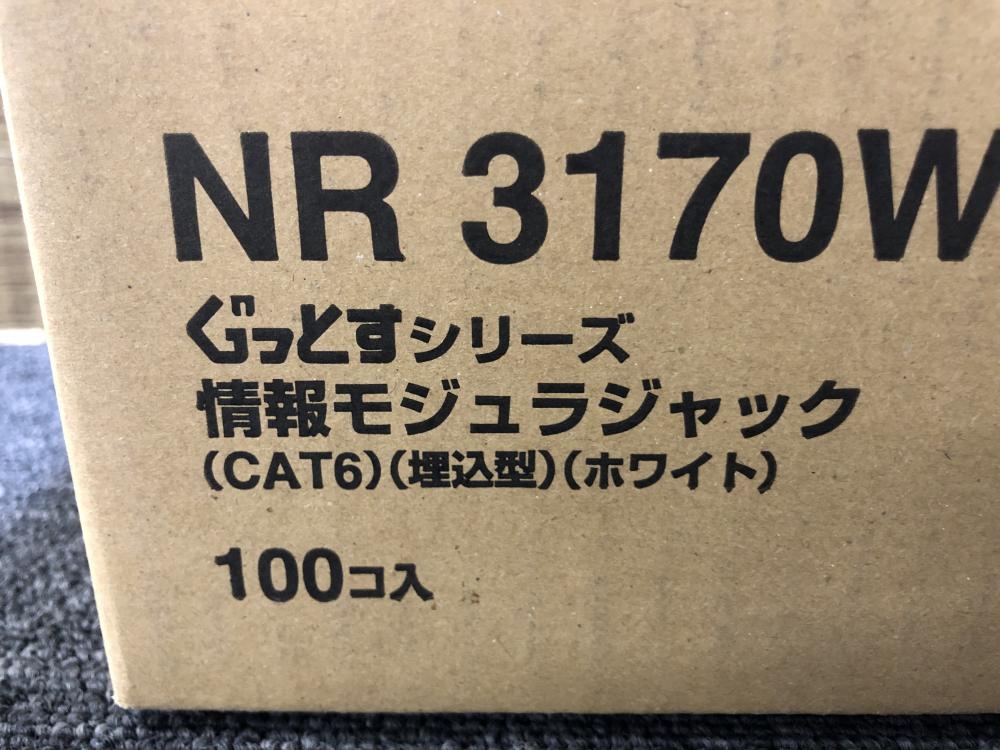 NR 3170W
ぐっとすシリーズ
情報モジュラジャック
(CAT6)(埋込型)(ホワイト)
100コ入